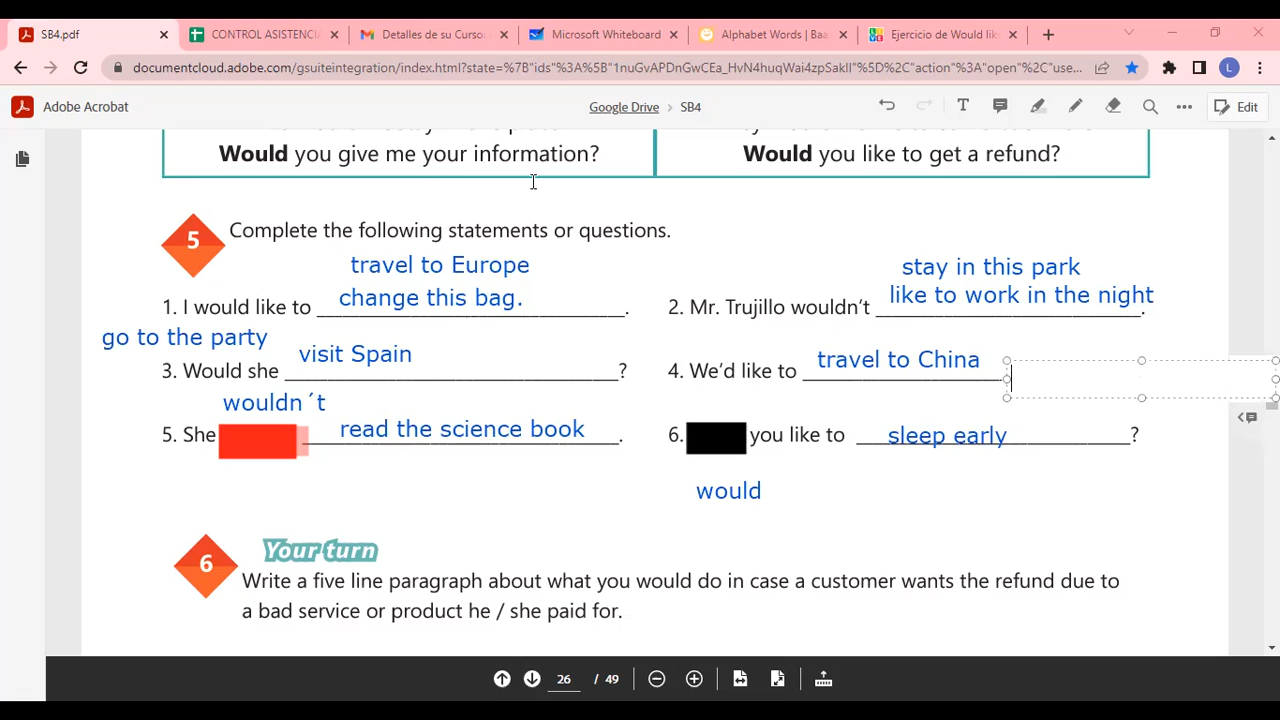 SB4.pdf
CONTROL ASISTENCI
Detalles de su Curso
Microsoft Whiteboard
Alphabet Words | Baa
Ejercicio de Would lik
documentcloud.adobe.com/gsuiteintegration/index.html?state=%7B"ids"%3A%5B"1nuGvAPDnGwCEa_HvN4huqWai4zpSakll"%5D%2C"action"%3A"open"%2C"use...
L
Adobe Acrobat
Google Drive > SB4
Edit
Would you give me your information?
Would you like to get a refund?
5
Complete the following statements or questions.
travel to Europe
change this bag.
1. I would like to ____________________.
stay in this park
like to work in the night
2. Mr. Trujillo wouldn't ____________________.
go to the party
visit Spain
3. Would she ____________________?
travel to China
4. We'd like to ____________________
wouldn´t
5. She read the science book.
6. you like to sleep early?
would
6
Your turn
Write a five line paragraph about what you would do in case a customer wants the refund due to
a bad service or product he / she paid for.
26 / 49